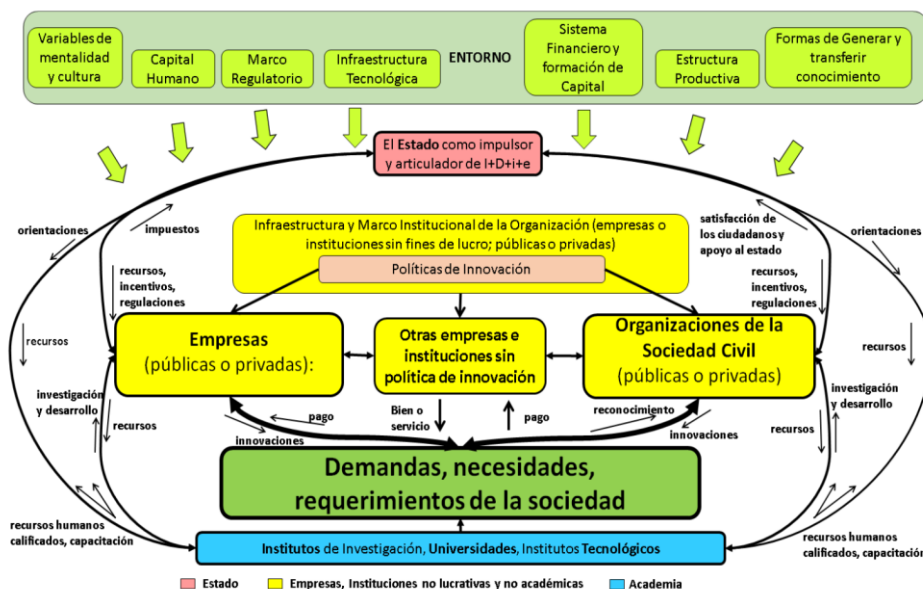 Variables de
mentalidad
y cultura
Capital
Humano
Marco
Regulatorio
Infraestructura
Tecnológica
ENTORNO
Sistema
Financiero y
formación de
Capital
Estructura
Productiva
Formas de Generar y
transferir
conocimiento
El Estado como impulsor
y articulador de I+D+i+e
orientaciones
impuestos
Infraestructura y Marco Institucional de la Organización (empresas o
instituciones sin fines de lucro; públicas o privadas)
Políticas de Innovación
satisfacción de
los ciudadanos y
apoyo al estado
orientaciones
recursos,
incentivos,
regulaciones
recursos,
incentivos,
regulaciones
recursos
Empresas
(públicas o privadas):
Otras empresas e
instituciones sin
política de innovación
Organizaciones de la
Sociedad Civil
(públicas o privadas)
recursos
investigación
y desarrollo
recursos
pago
innovaciones
Bien o
servicio
pago
reconocimiento
innovaciones
investigación
y desarrollo
recursos
Demandas, necesidades,
requerimientos de la sociedad
recursos humanos
calificados, capacitación
recursos humanos
calificados, capacitación
Institutos de Investigación, Universidades, Institutos Tecnológicos
Estado
Empresas, Instituciones no lucrativas y no académicas
Academia